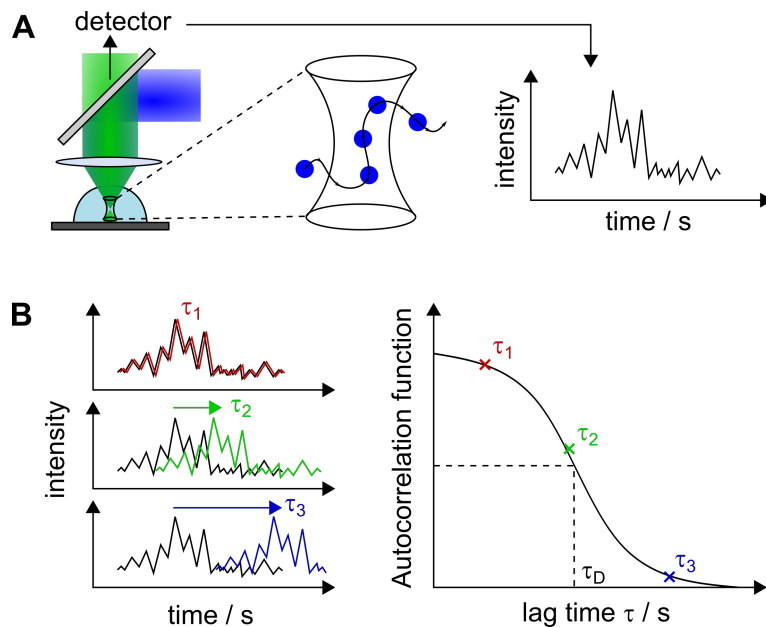 A
detector
intensity
time / s
B
τ1
τ2
τ3
intensity
time / s
Autocorrelation function
τ1
τ2
τD
τ3
lag time τ / s